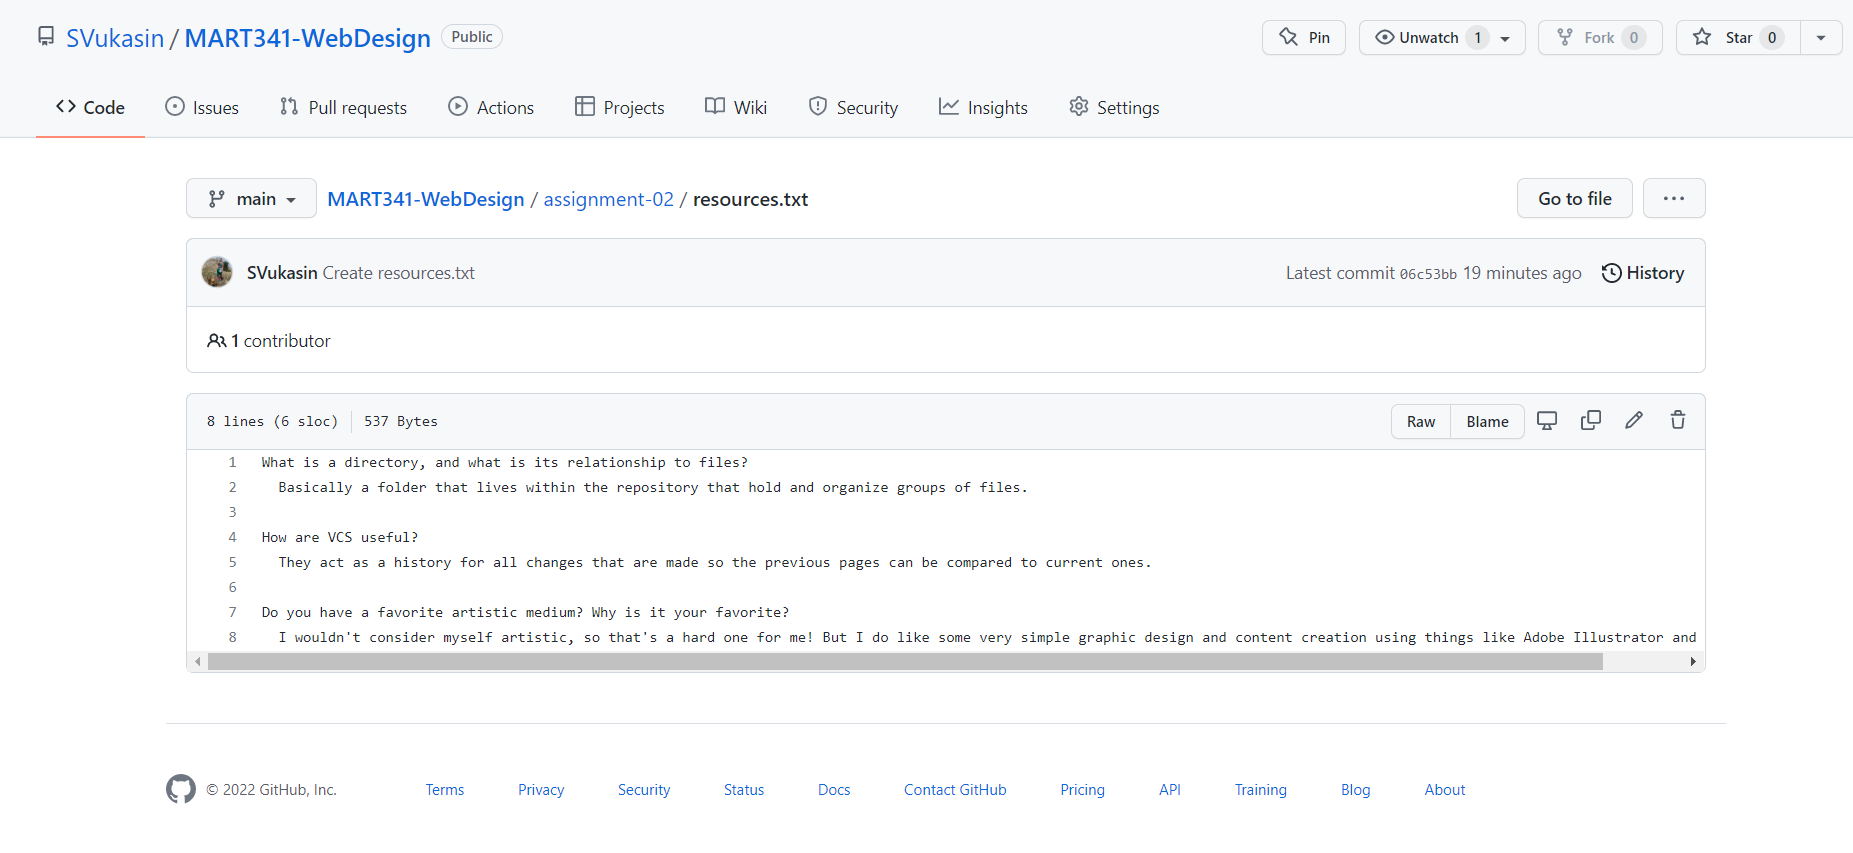 SVukasin / MART341-WebDesign Public
Pin Unwatch 1 Fork 0 Star 0
Code Issues Pull requests Actions Projects Wiki Security Insights Settings
main MART341-WebDesign / assignment-02 / resources.txt Go to file ...
SVukasin Create resources.txt Latest commit 06c53bb 19 minutes ago History
1 contributor
8 lines (6 sloc) 537 Bytes Raw Blame
1 What is a directory, and what is its relationship to files?
2 Basically a folder that lives within the repository that hold and organize groups of files.
3
4 How are VCS useful?
5 They act as a history for all changes that are made so the previous pages can be compared to current ones.
6
7 Do you have a favorite artistic medium? Why is it your favorite?
8 I wouldn't consider myself artistic, so that's a hard one for me! But I do like some very simple graphic design and content creation using things like Adobe Illustrator and
© 2022 GitHub, Inc. Terms Privacy Security Status Docs Contact GitHub Pricing API Training Blog About